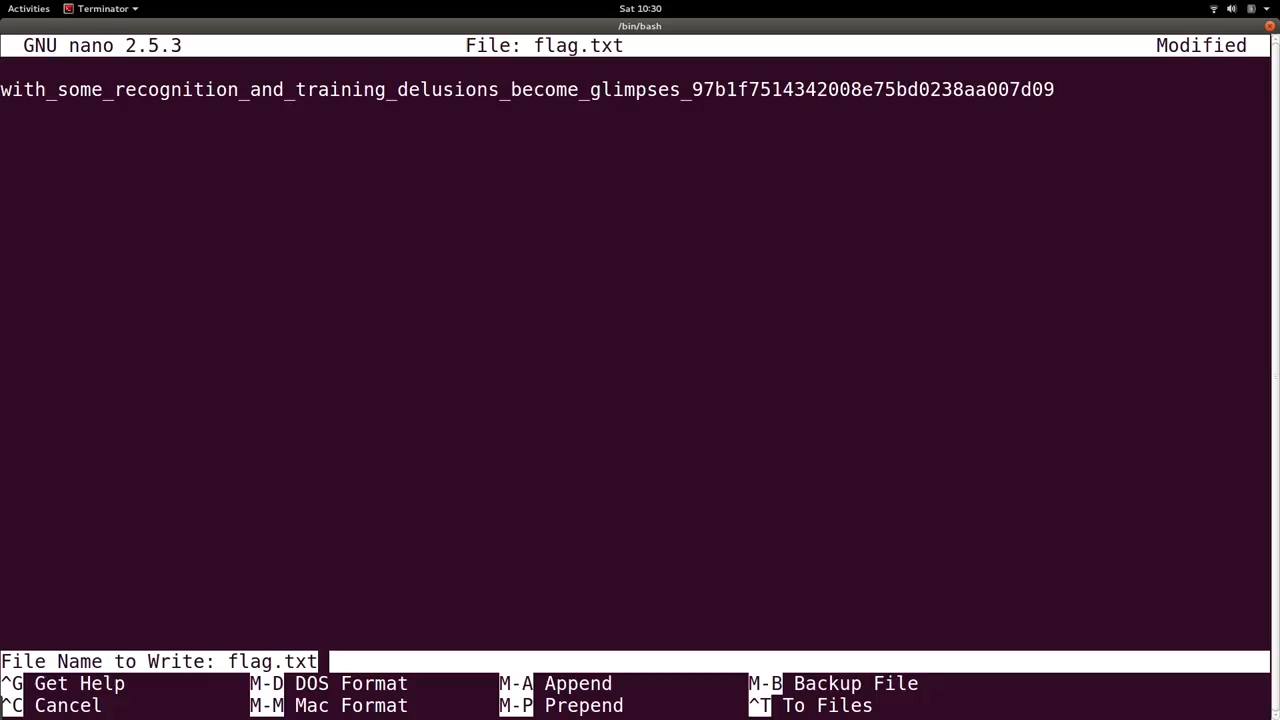 Activities Terminator Sat 10:30
/bin/bash
GNU nano 2.5.3 File: flag.txt Modified
with_some_recognition_and_training_delusions_become_glimpses_97b1f7514342008e75bd0238aa007d09
File Name to Write: flag.txt
^G Get Help M-D DOS Format M-A Append M-B Backup File
^C Cancel M-M Mac Format M-P Prepend ^T To Files